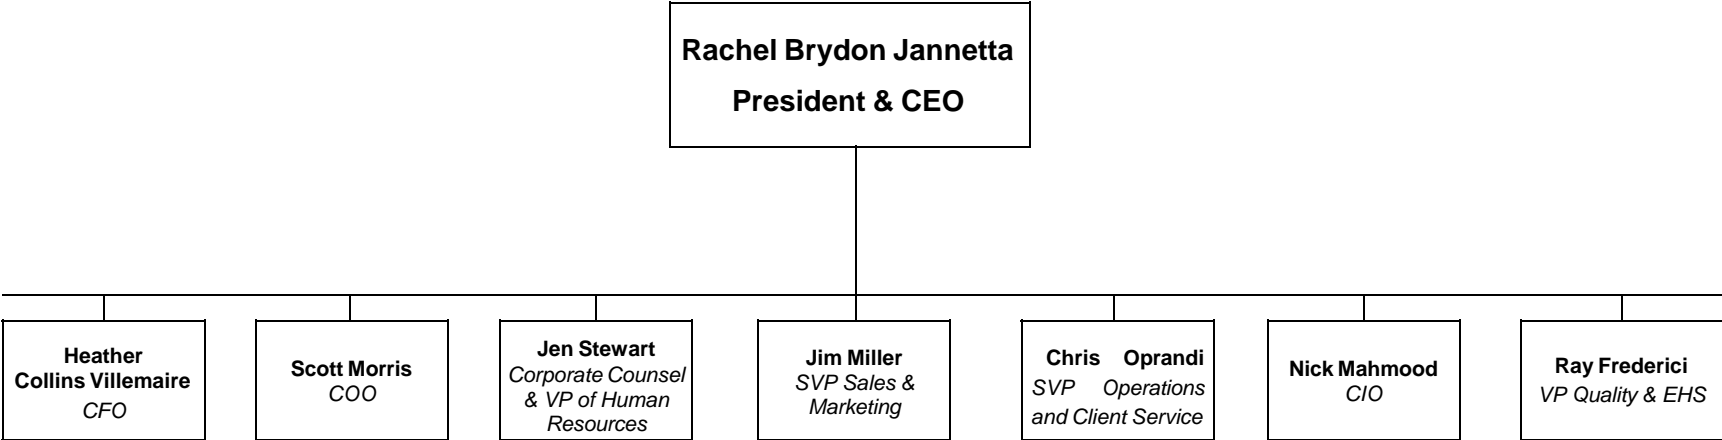 Rachel Brydon Jannetta
President & CEO
Heather
Collins Villemaire
CFO
Scott Morris
COO
Jen Stewart
Corporate Counsel
& VP of Human
Resources
Jim Miller
SVP Sales &
Marketing
Chris Oprandi
SVP Operations
and Client Service
Nick Mahmood
CIO
Ray Frederici
VP Quality & EHS